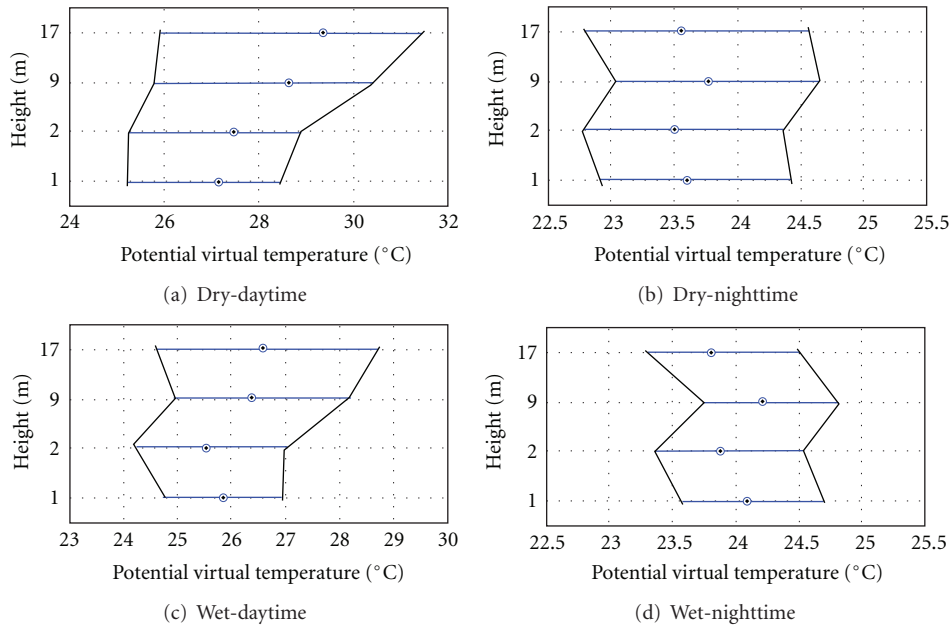 17
9
2
1
Height (m)
24 26 28 30 32
Potential virtual temperature (°C)
(a) Dry-daytime
17
9
2
1
Height (m)
22.5 23 23.5 24 24.5 25 25.5
Potential virtual temperature (°C)
(b) Dry-nighttime
17
9
2
1
Height (m)
23 24 25 26 27 28 29 30
Potential virtual temperature (°C)
(c) Wet-daytime
17
9
2
1
Height (m)
22.5 23 23.5 24 24.5 25 25.5
Potential virtual temperature (°C)
(d) Wet-nighttime